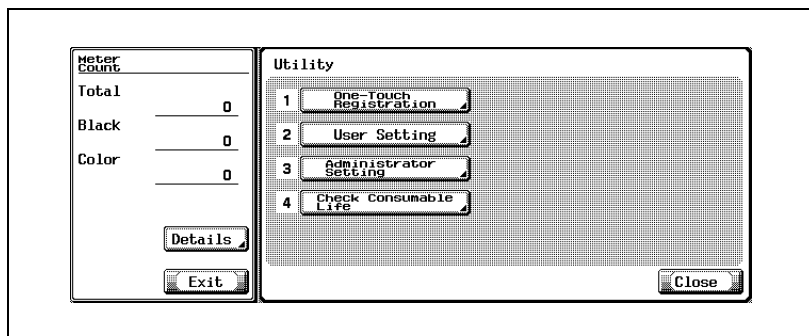 Meter
Count
Total
0
Black
0
Color
0
Details
Exit
Utility
1 One-Touch
Registration
2 User Setting
3 Administrator
Setting
4 Check Consumable
Life
Close